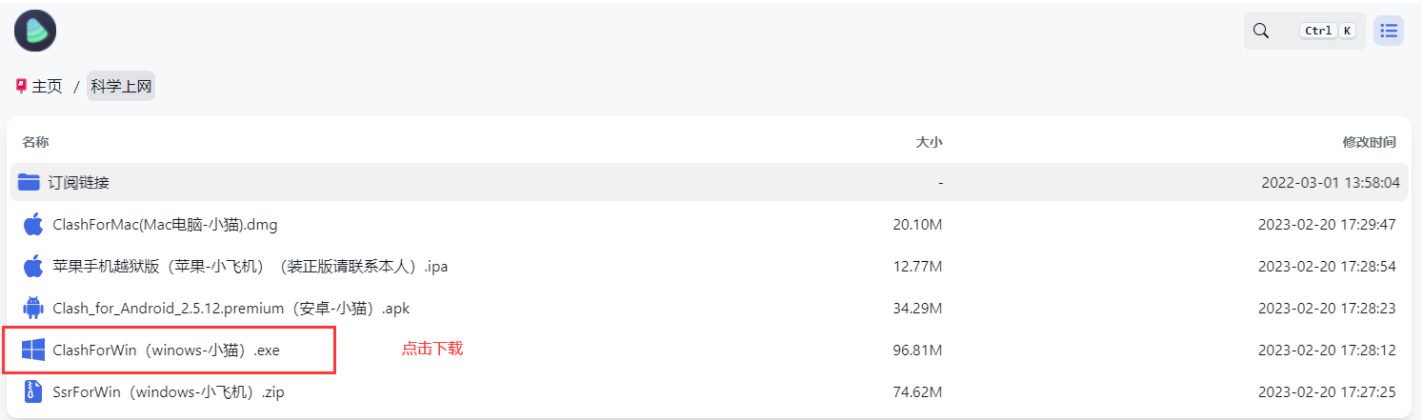 Ctrl K
主页 / 科学上网
名称 大小 修改时间
订阅链接 - 2022-03-01 13:58:04
ClashForMac(Mac电脑-小猫).dmg 20.10M 2023-02-20 17:29:47
苹果手机越狱版（苹果-小飞机）（装正版请联系本人）.ipa 12.77M 2023-02-20 17:28:54
Clash_for_Android_2.5.12.premium（安卓-小猫）.apk 34.29M 2023-02-20 17:28:23
ClashForWin（winows-小猫）.exe 点击下载 96.81M 2023-02-20 17:28:12
SsrForWin（windows-小飞机）.zip 74.62M 2023-02-20 17:27:25